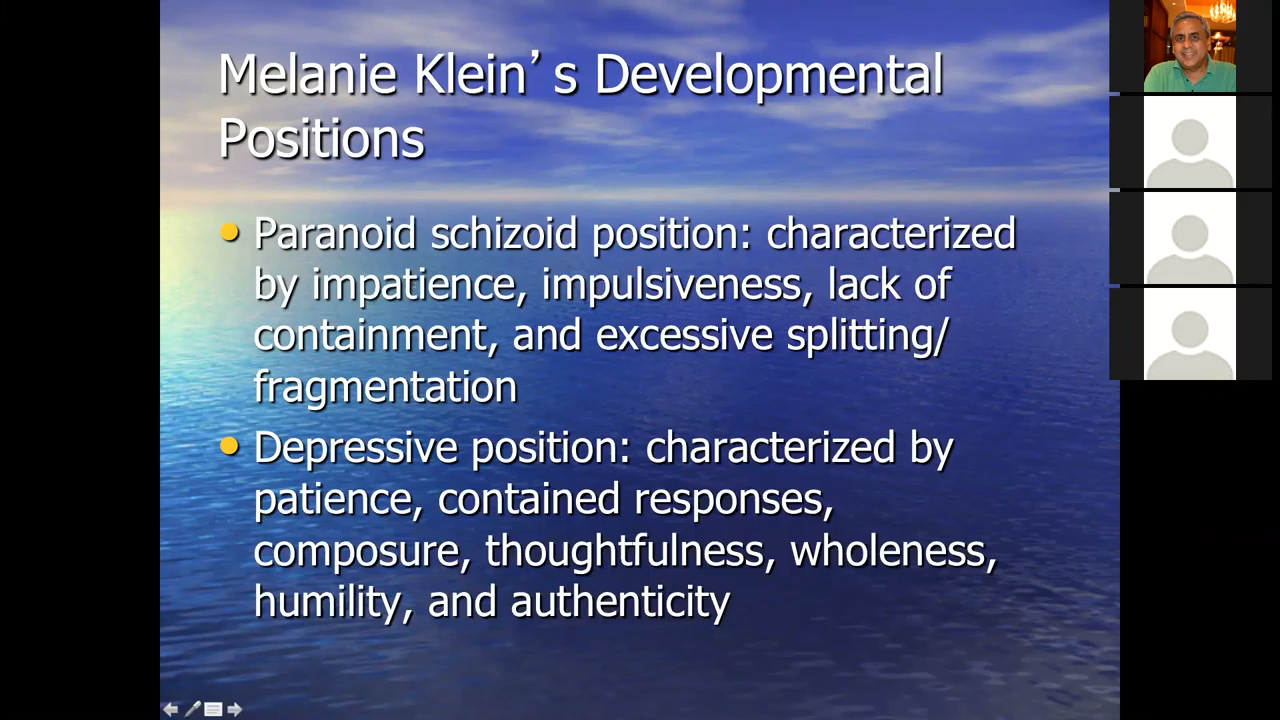 Melanie Klein’s Developmental
Positions
Paranoid schizoid position: characterized
by impatience, impulsiveness, lack of
containment, and excessive splitting/
fragmentation
Depressive position: characterized by
patience, contained responses,
composure, thoughtfulness, wholeness,
humility, and authenticity